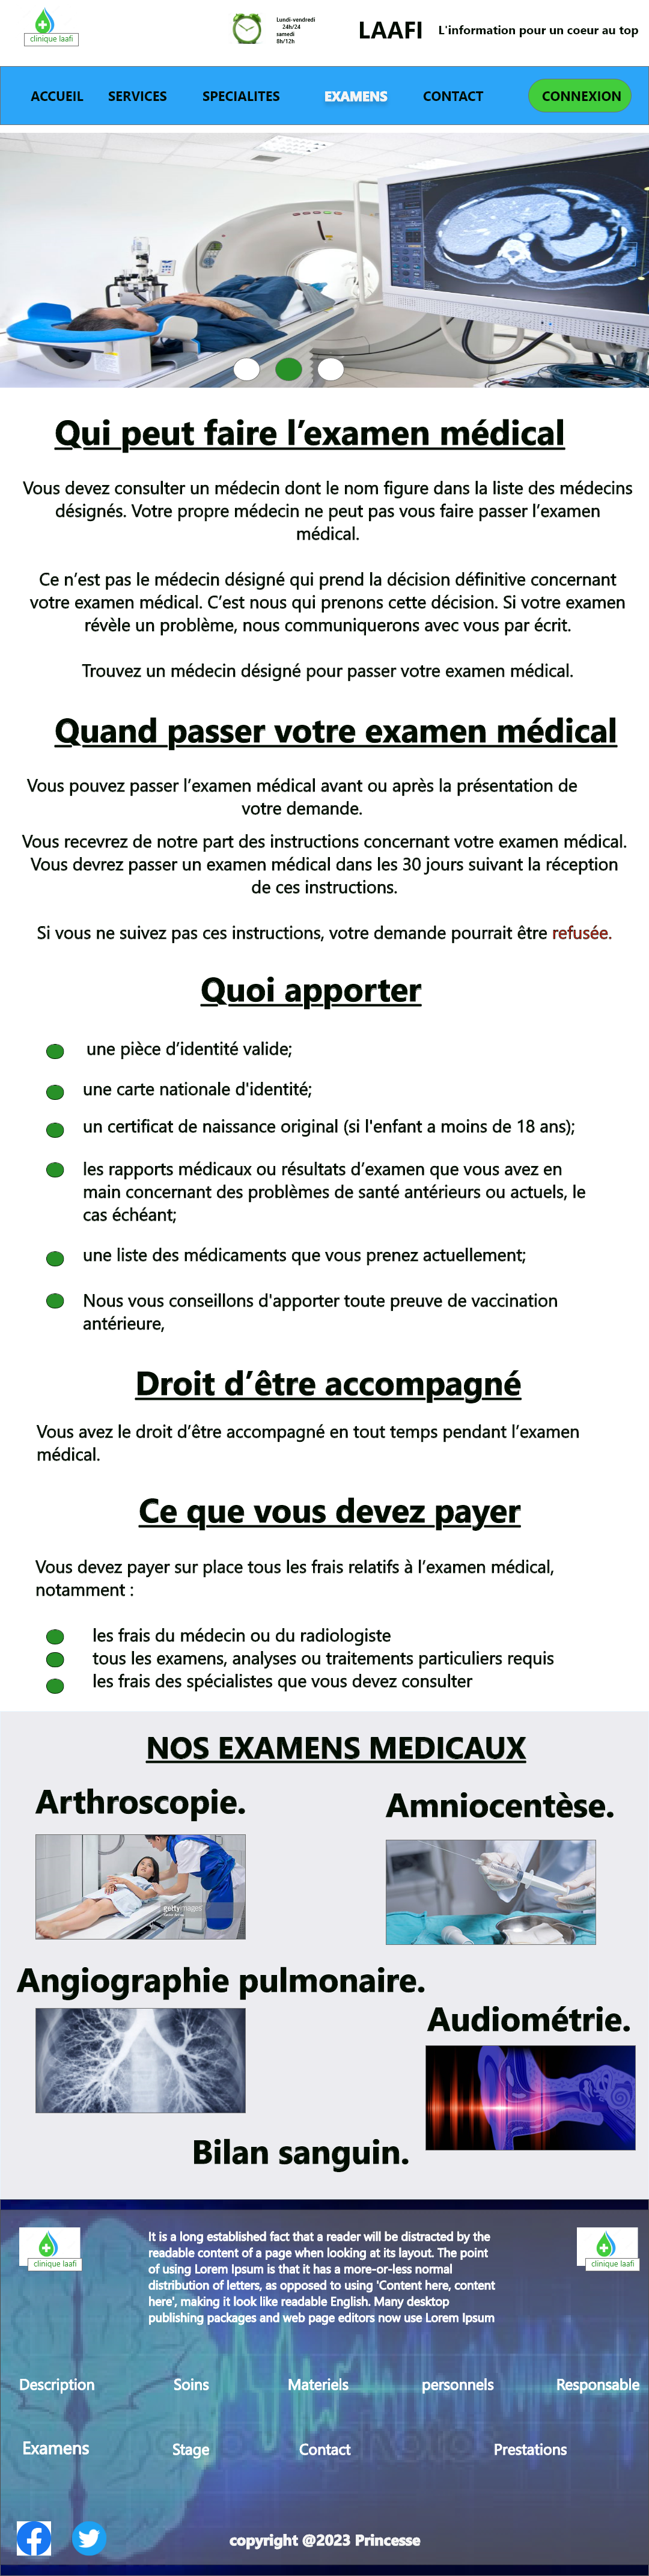 clinique laafi
Lundi-vendredi
24h/24
samedi
8h/12h
LAAFI
L'information pour un coeur au top
ACCUEIL SERVICES SPECIALITES EXAMENS CONTACT CONNEXION
Qui peut faire l’examen médical
Vous devez consulter un médecin dont le nom figure dans la liste des médecins
désignés. Votre propre médecin ne peut pas vous faire passer l’examen
médical.
Ce n’est pas le médecin désigné qui prend la décision définitive concernant
votre examen médical. C’est nous qui prenons cette décision. Si votre examen
révèle un problème, nous communiquerons avec vous par écrit.
Trouvez un médecin désigné pour passer votre examen médical.
Quand passer votre examen médical
Vous pouvez passer l’examen médical avant ou après la présentation de
votre demande.
Vous recevrez de notre part des instructions concernant votre examen médical.
Vous devrez passer un examen médical dans les 30 jours suivant la réception
de ces instructions.
Si vous ne suivez pas ces instructions, votre demande pourrait être refusée.
Quoi apporter
une pièce d’identité valide;
une carte nationale d'identité;
un certificat de naissance original (si l'enfant a moins de 18 ans);
les rapports médicaux ou résultats d’examen que vous avez en
main concernant des problèmes de santé antérieurs ou actuels, le
cas échéant;
une liste des médicaments que vous prenez actuellement;
Nous vous conseillons d'apporter toute preuve de vaccination
antérieure,
Droit d’être accompagné
Vous avez le droit d’être accompagné en tout temps pendant l’examen
médical.
Ce que vous devez payer
Vous devez payer sur place tous les frais relatifs à l’examen médical,
notamment :
les frais du médecin ou du radiologiste
tous les examens, analyses ou traitements particuliers requis
les frais des spécialistes que vous devez consulter
NOS EXAMENS MEDICAUX
Arthroscopie.
Amniocentèse.
gettyimages
Angiographie pulmonaire.
Audiométrie.
Bilan sanguin.
clinique laafi
It is a long established fact that a reader will be distracted by the
readable content of a page when looking at its layout. The point
of using Lorem Ipsum is that it has a more-or-less normal
distribution of letters, as opposed to using 'Content here, content
here', making it look like readable English. Many desktop
publishing packages and web page editors now use Lorem Ipsum
clinique laafi
Description Soins Materiels personnels Responsable
Examens Stage Contact Prestations
copyright @2023 Princesse